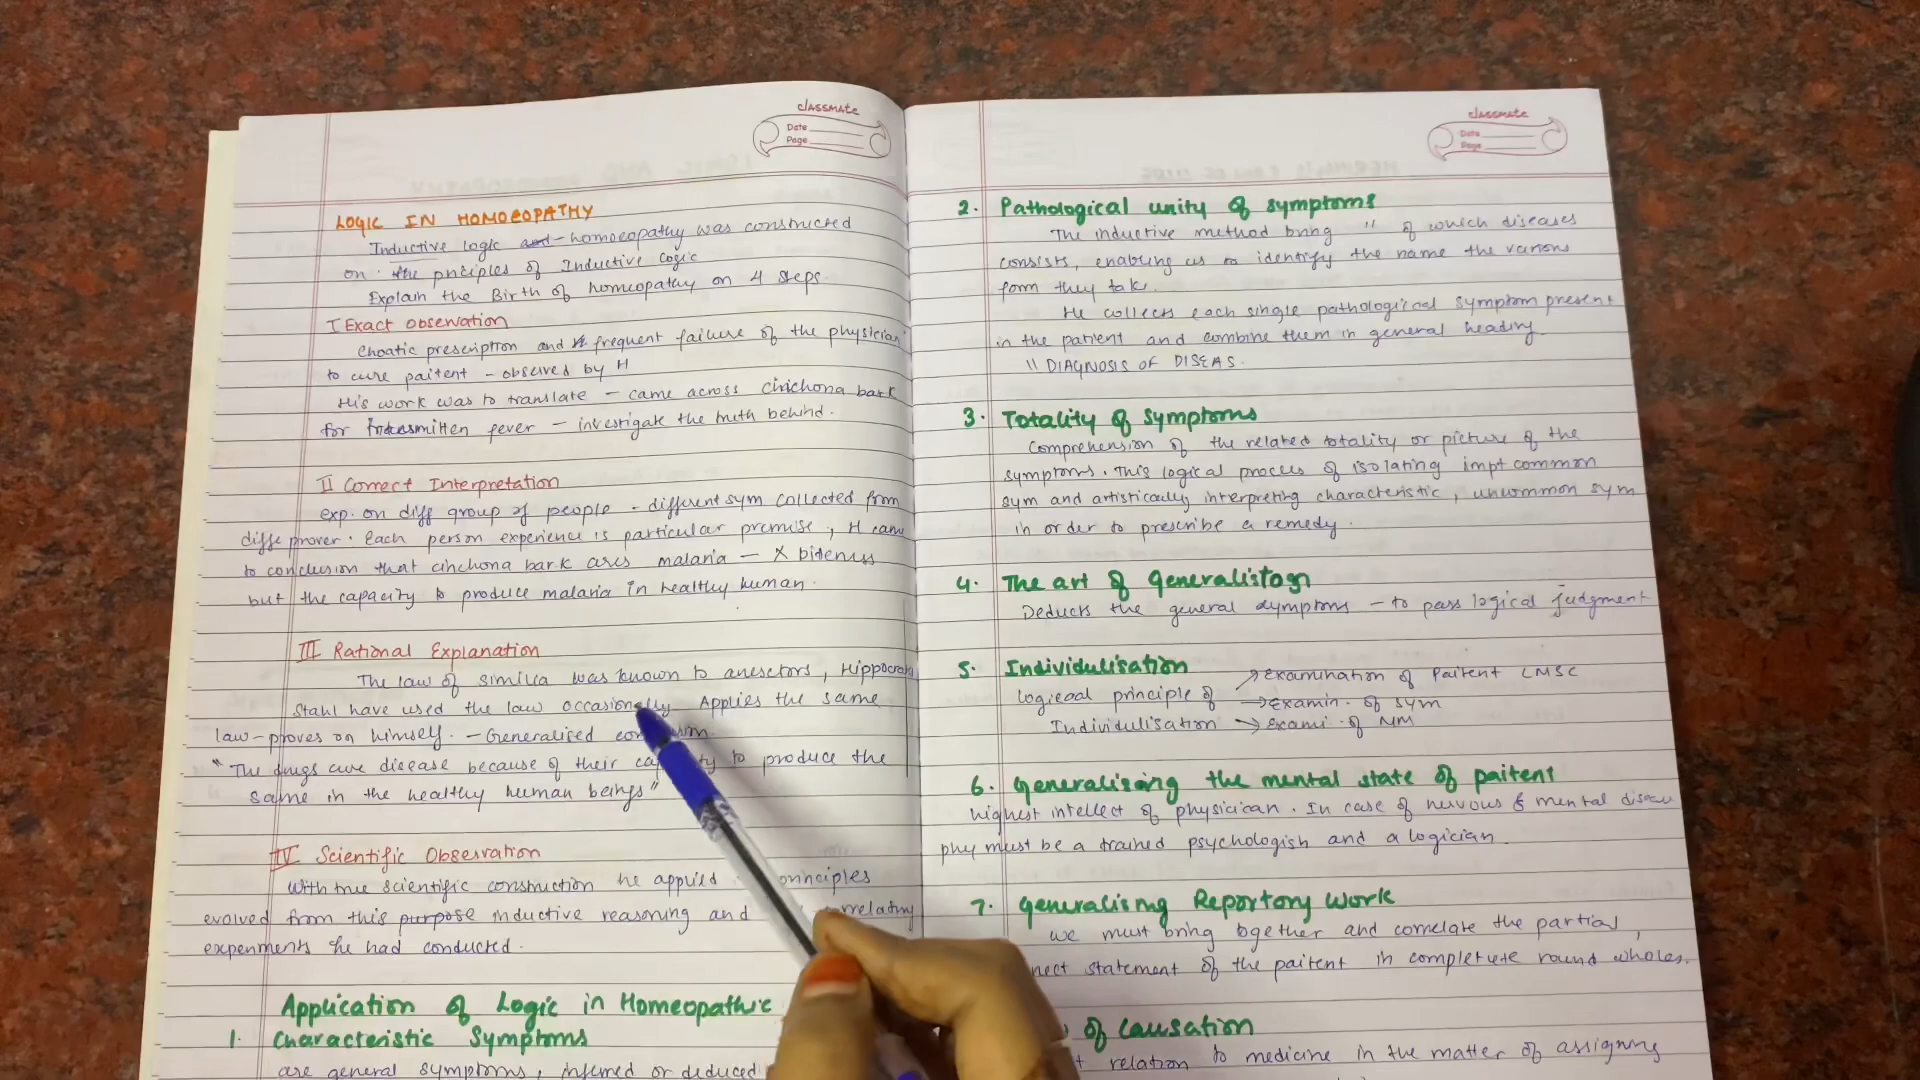 classmate
Date
Page
LOGIC IN HOMOEOPATHY
Inductive logic and - homoeopathy was constructed
on the priciples of Inductive Logic
Explain the Birth of homeopathy on 4 steps
I Exact observation
Choatic prescription and frequent failure of the physician
to cure paitent - observed by H
His work was to translate - came across cinchona bark
for fever - investigate the truth behind.
II Correct Interpretation
exp. on diff group of people - different sym collected from
diffe prover. Each person experience is particular premise, H came
to conclusion that cinchona bark cures malaria - X bitterness
but the capacity to produce malaria in healthy human.
III Rational Explanation
The law of similia was known to ancestors, Hippocrats
Stahl have used the law occasionally Applies the same
law - proves on himself. - Generalised
" The drugs cure disease because of their to produce the
same in the healthy human beings "
IV Scientific Obsesvation
With true scientific construction he applied principles
evolved from this purpose inductive reasoning and
experiments he had conducted.
Application of Logic in Homeopathic
1. Characteristic Symptoms
are general symptoms, inferred or deduced
classmate
Date
Page
2. Pathological unity of symptoms
The inductive method bring " of which diseases
consists, enabling us to identify the name the various
form they take.
He collects each single pathological symptom present
in the patient and combine them in general heading.
" DIAGNOSIS OF DISEAS.
3. Totality of Symptoms
Comprehension of the related totality or picture of the
symptoms. This logical process of isolating impt common
sym and artistically interpreting characteristic, uncommon sym
in order to prescribe a remedy.
4. The art of
Deducts the general symptoms - to pass logical judgment
5. Individulisation
Logical principle of → Examination of Paitent LMSC
→ Examin. of sym
Individulisation → Exami. of MM
6. Generalising the mental state of paitent
highest intellect of physician. In case of nuvous & mental disease
phy must be a trained and a logician.
7. Generalising Reportory Work
we must bring together and correlate the partial,
statement of the paitent in round wholes.
of Causation
relation to medicine in the matter of assigning